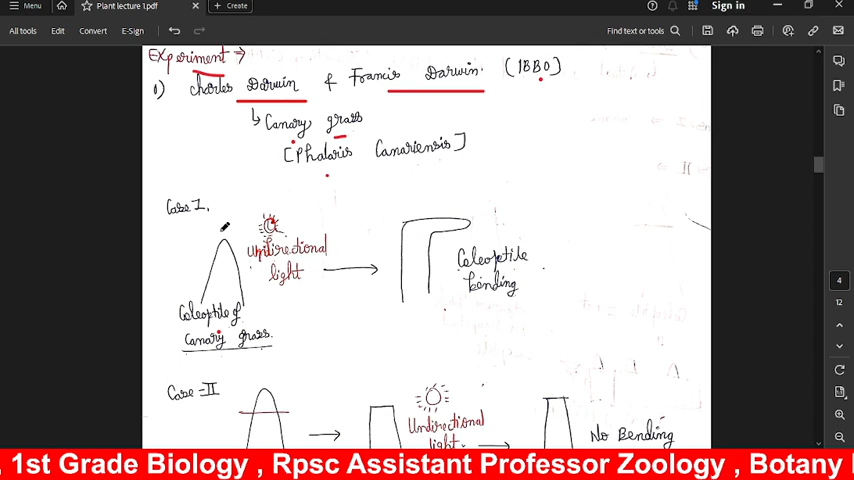 Menu
Plant lecture 1.pdf
Create
Sign in
All tools
Edit
Convert
E-Sign
Find text or tools
Experiment →
1) Charles Darwin & Francis Darwin. (1880)
↳ Canary grass
[Phalaris Canariensis]
Case I.
Unidirectional
light
Coleoptile
bending
Coleoptile of
Canary grass.
Case-II
Undirectional
light
No Bending
4
12
, 1st Grade Biology , Rpsc Assistant Professor Zoology , Botany